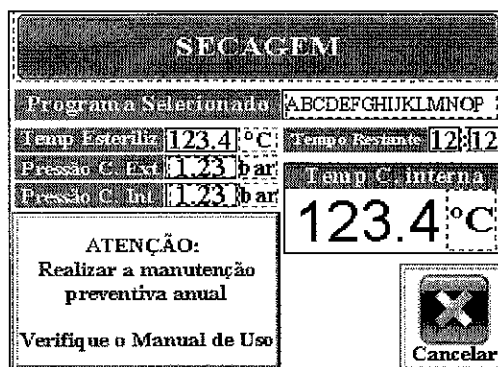 SECAGEM
Programa Selecionado ABCDEFGHIJKLMNOP
Temp Esteriliz 123.4 °C Tempo Restante 12:12
Pressão C. Ext 1.23 bar
Pressão C. Int 1.23 bar
Temp C. interna
123.4 °C
ATENÇÃO:
Realizar a manutenção
preventiva anual
Verifique o Manual de Uso
Cancelar